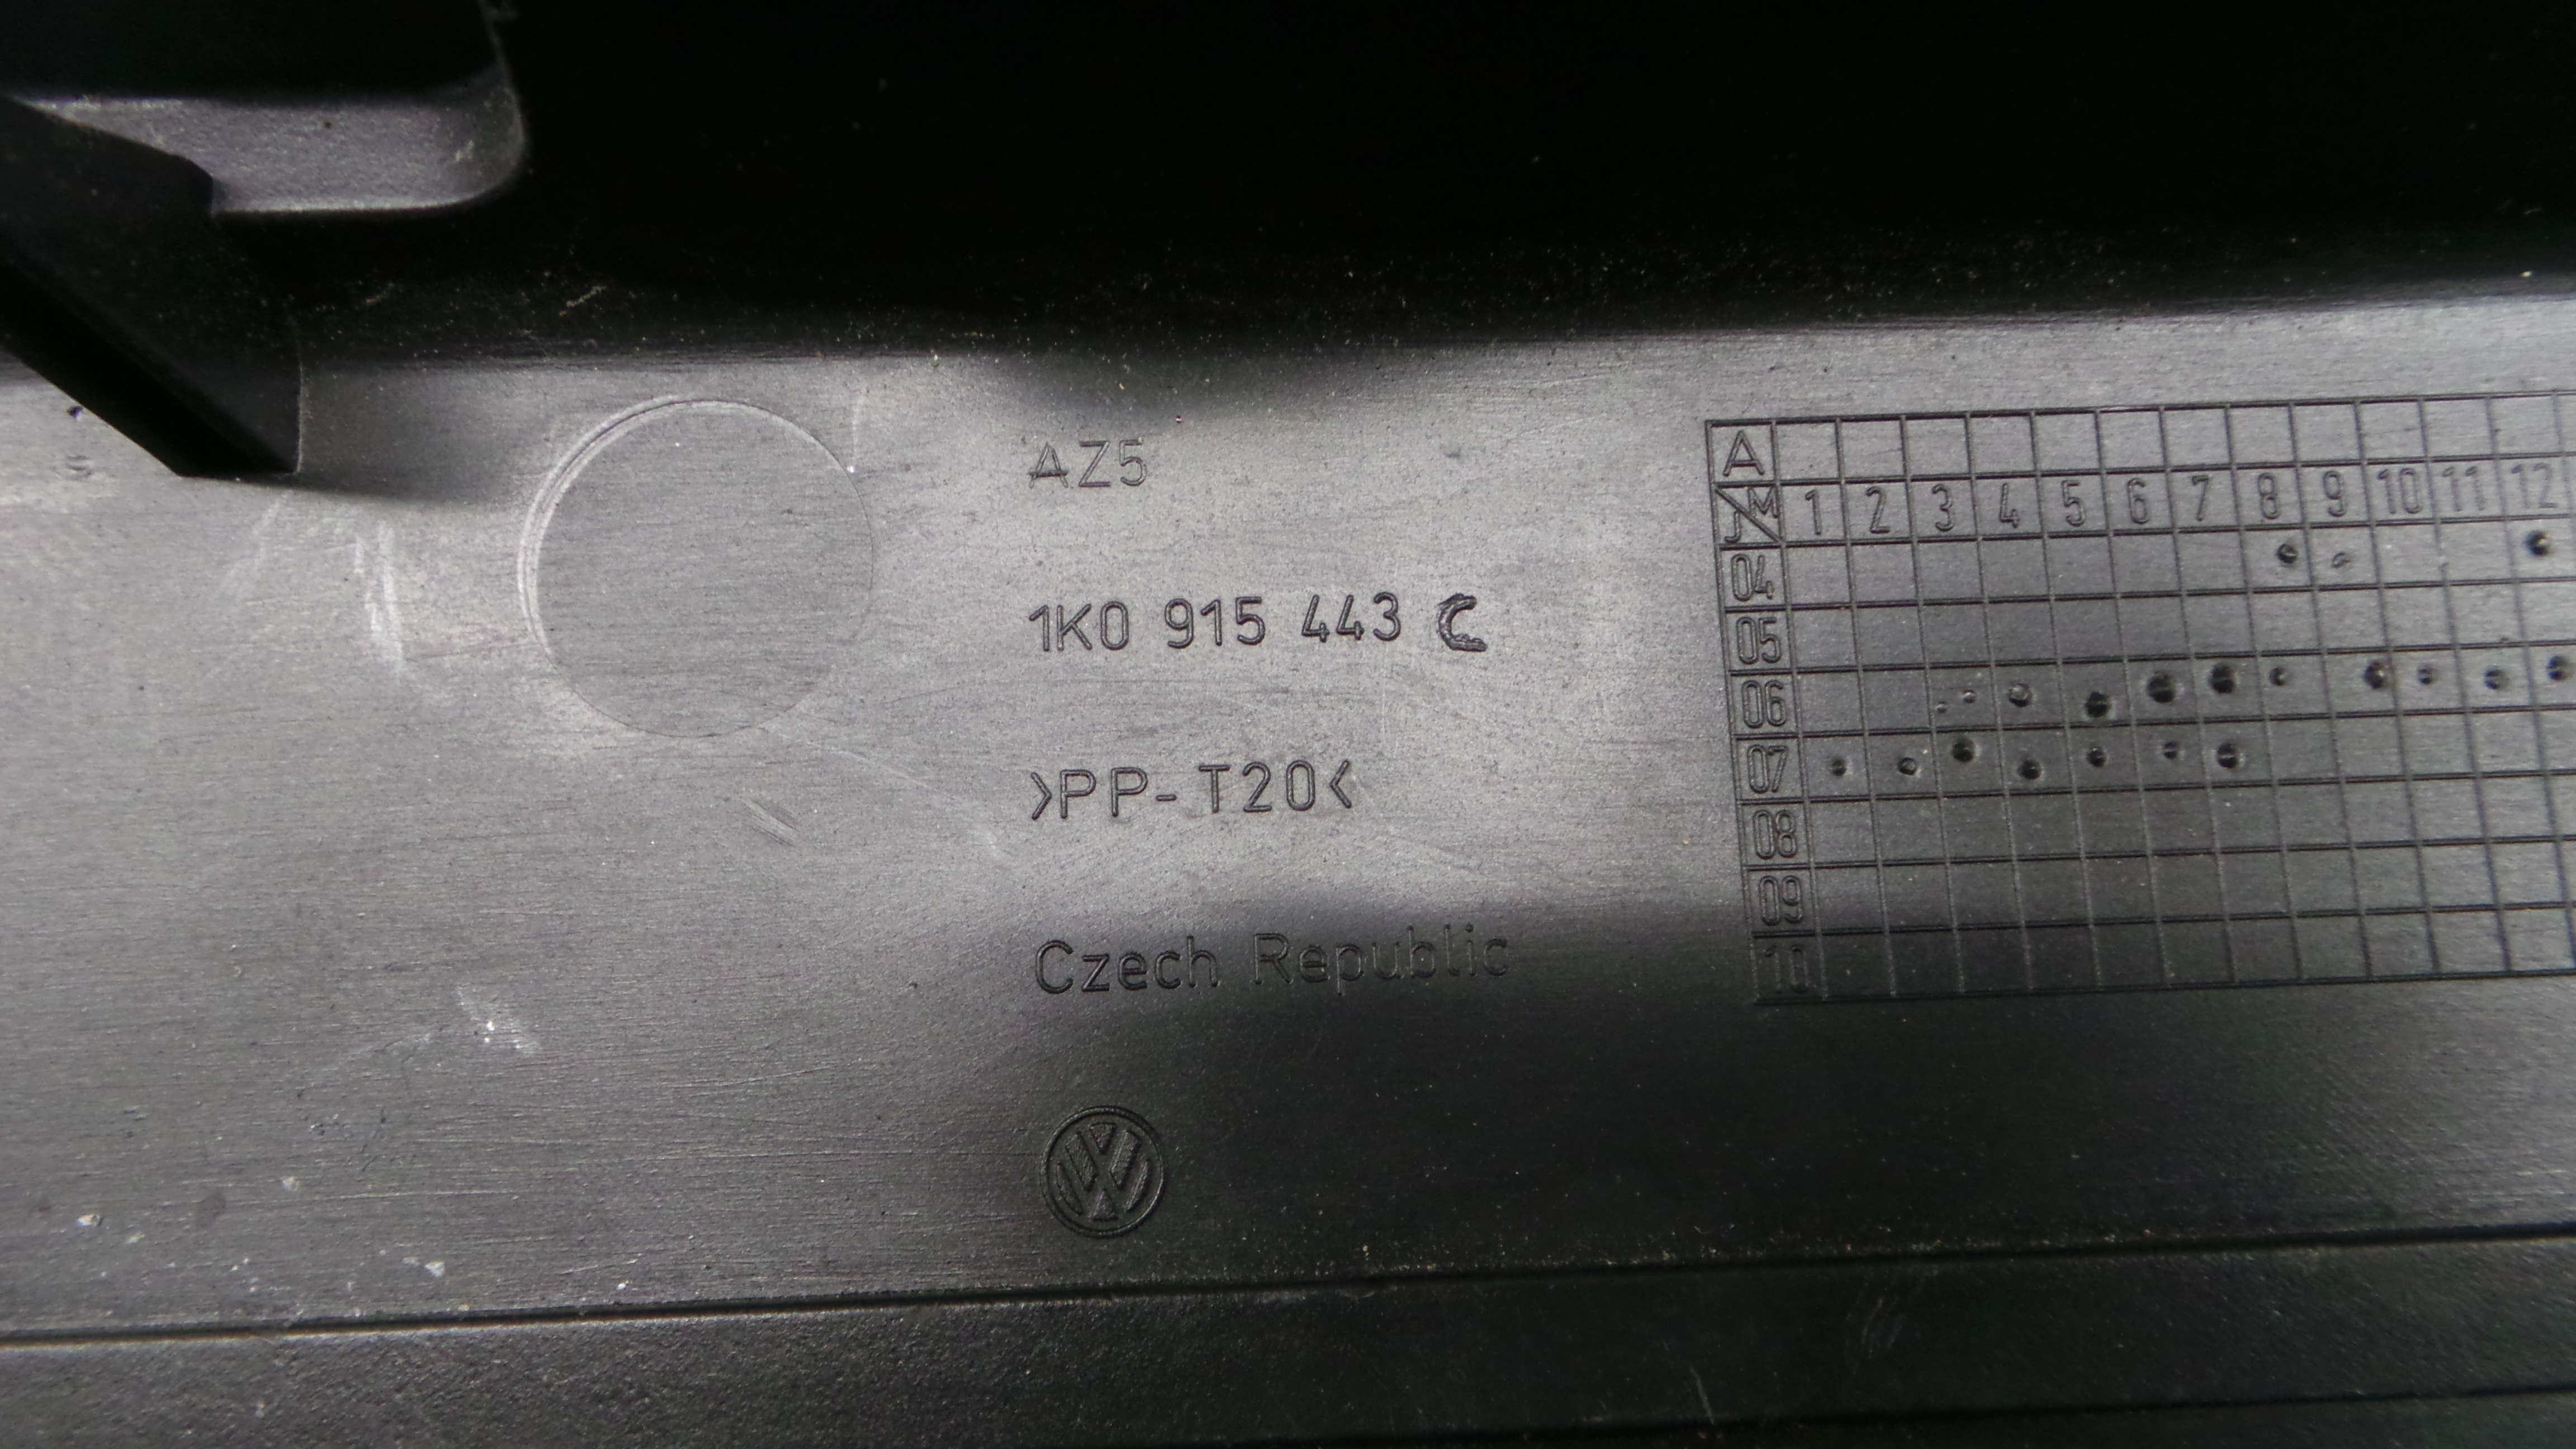 AZ5
1K0 915 443 C
>PP-T20<
Czech Republic
VW
A
J/M 1 2 3 4 5 6 7 8 9 10 11 12
04
05
06
07
08
09
10